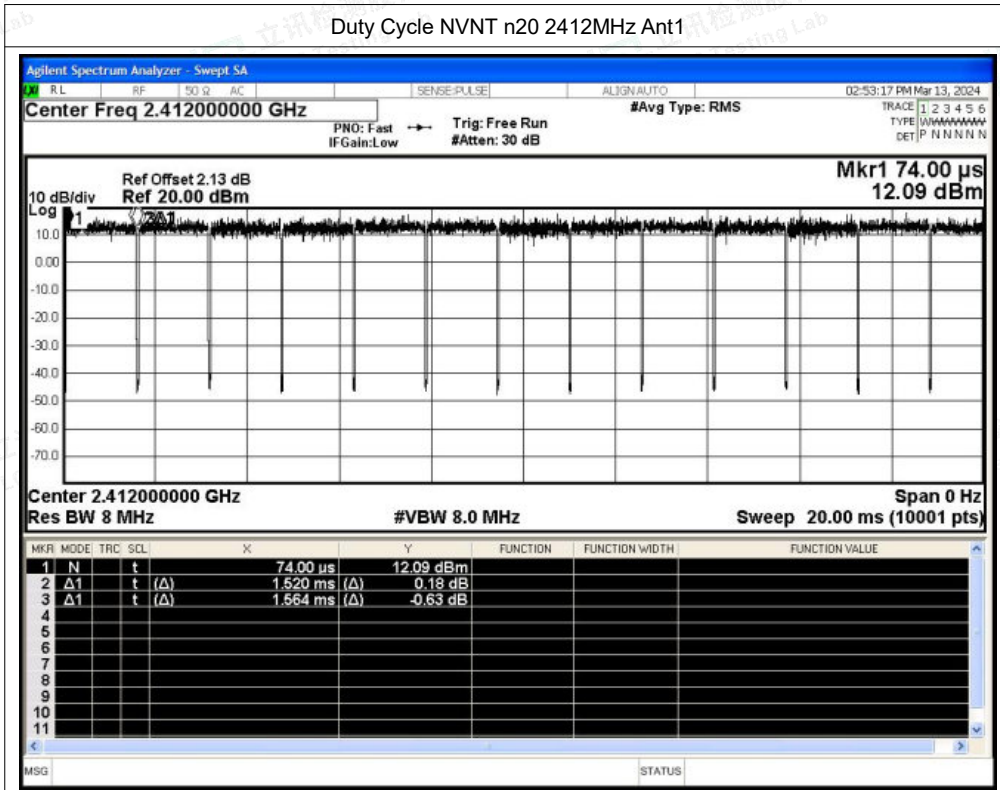 Duty Cycle NVNT n20 2412MHz Ant1
Agilent Spectrum Analyzer - Swept SA
RL RF 50 Ω AC SENSE:PULSE ALIGN AUTO 02:53:17 PM Mar 13, 2024
Center Freq 2.412000000 GHz #Avg Type: RMS TRACE 1 2 3 4 5 6
PNO: Fast Trig: Free Run TYPE
IFGain:Low #Atten: 30 dB DET P N N N N N
Mkr1 74.00 µs
Ref Offset 2.13 dB
10 dB/div Ref 20.00 dBm 12.09 dBm
Log
1
3Δ1
10.0
0.00
-10.0
-20.0
-30.0
-40.0
-50.0
-60.0
-70.0
Center 2.412000000 GHz Span 0 Hz
Res BW 8 MHz #VBW 8.0 MHz Sweep 20.00 ms (10001 pts)
MKR MODE TRC SCL X Y FUNCTION FUNCTION WIDTH FUNCTION VALUE
1 N t 74.00 µs 12.09 dBm
2 Δ1 t (Δ) 1.520 ms (Δ) 0.18 dB
3 Δ1 t (Δ) 1.564 ms (Δ) -0.63 dB
4
5
6
7
8
9
10
11
MSG STATUS